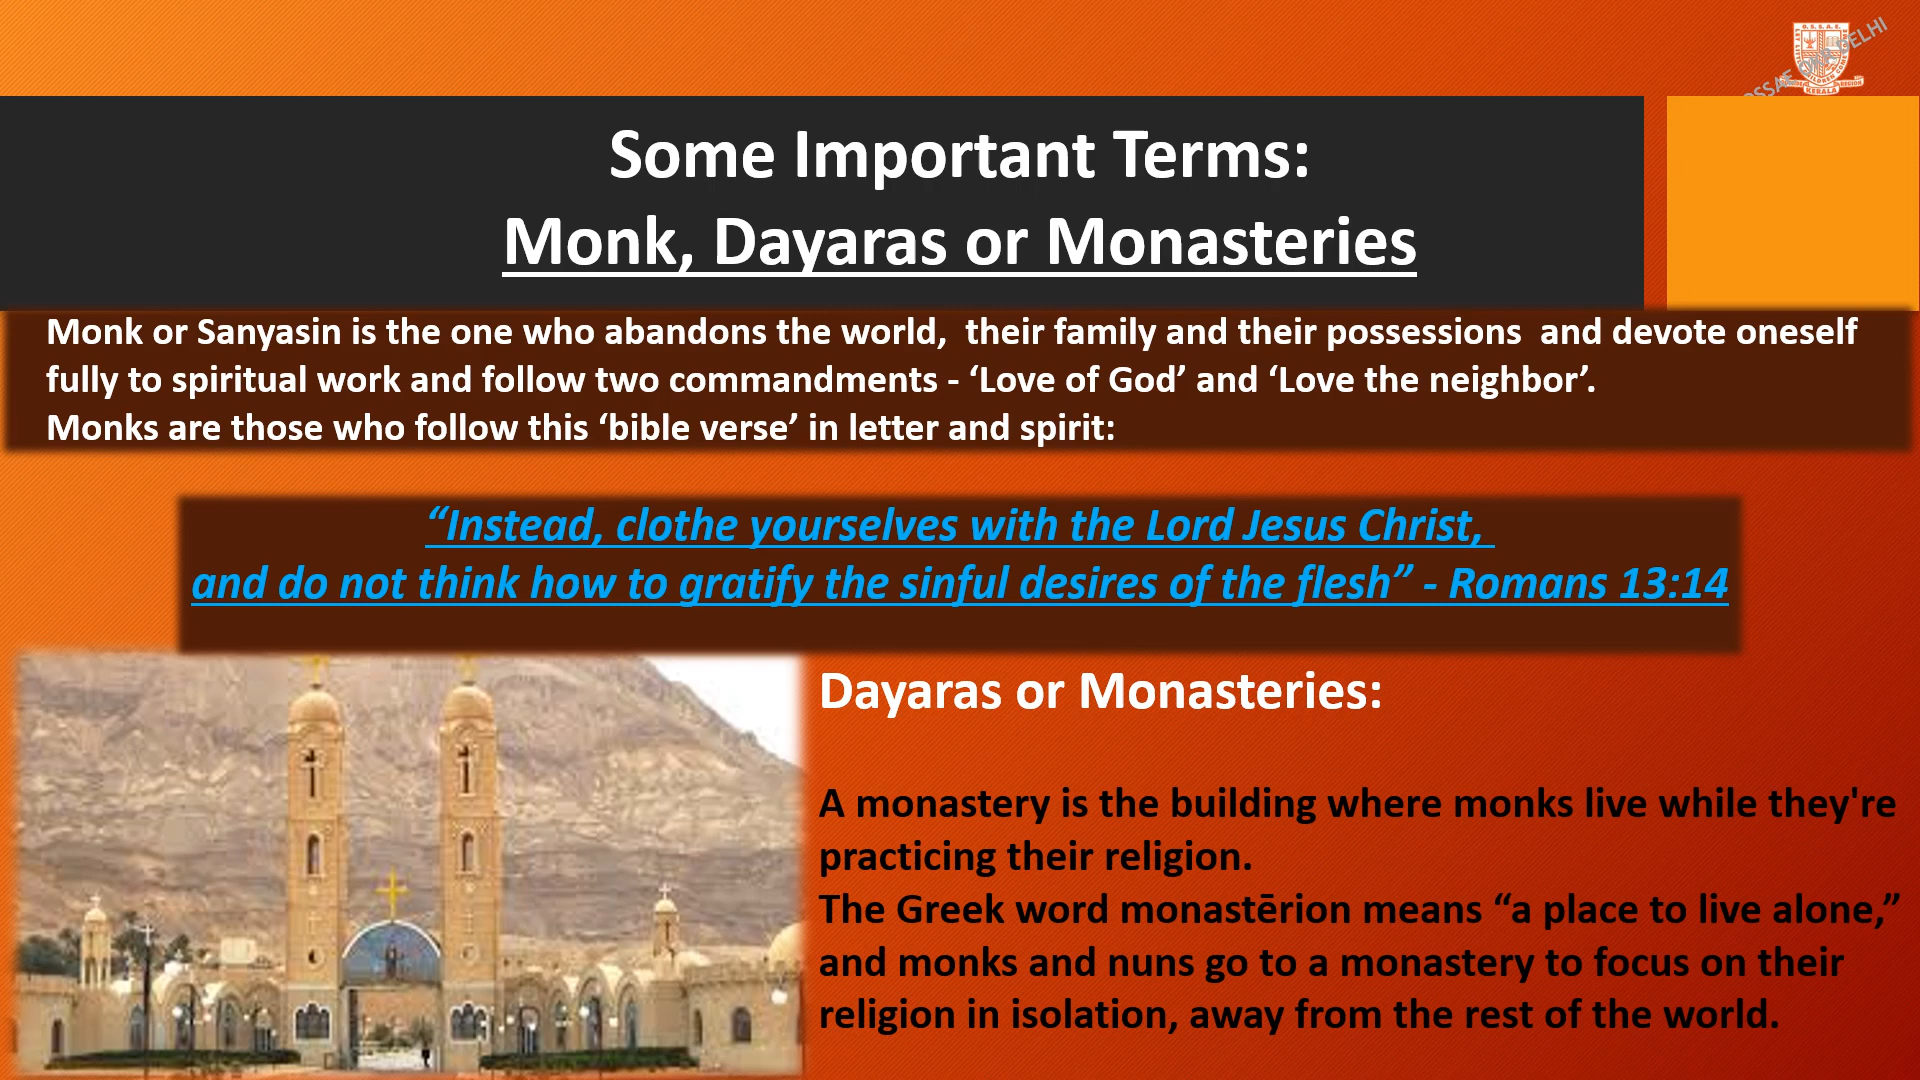 O.S.S.A.E.
KERALA
DELHI
Some Important Terms:
Monk, Dayaras or Monasteries
Monk or Sanyasin is the one who abandons the world,  their family and their possessions  and devote oneself
fully to spiritual work and follow two commandments - ‘Love of God’ and ‘Love the neighbor’.
Monks are those who follow this ‘bible verse’ in letter and spirit:
“Instead, clothe yourselves with the Lord Jesus Christ,
and do not think how to gratify the sinful desires of the flesh” - Romans 13:14
Dayaras or Monasteries:
A monastery is the building where monks live while they're
practicing their religion.
The Greek word monastērion means “a place to live alone,”
and monks and nuns go to a monastery to focus on their
religion in isolation, away from the rest of the world.